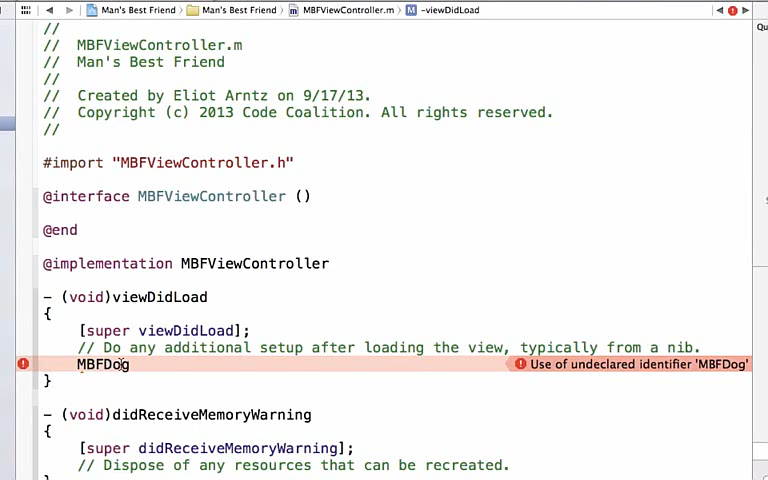 Man's Best Friend Man's Best Friend MBFViewController.m M -viewDidLoad
//
// MBFViewController.m
// Man's Best Friend
//
// Created by Eliot Arntz on 9/17/13.
// Copyright (c) 2013 Code Coalition. All rights reserved.
//
#import "MBFViewController.h"
@interface MBFViewController ()
@end
@implementation MBFViewController
- (void)viewDidLoad
{
[super viewDidLoad];
// Do any additional setup after loading the view, typically from a nib.
MBFDog Use of undeclared identifier 'MBFDog'
}
- (void)didReceiveMemoryWarning
{
[super didReceiveMemoryWarning];
// Dispose of any resources that can be recreated.